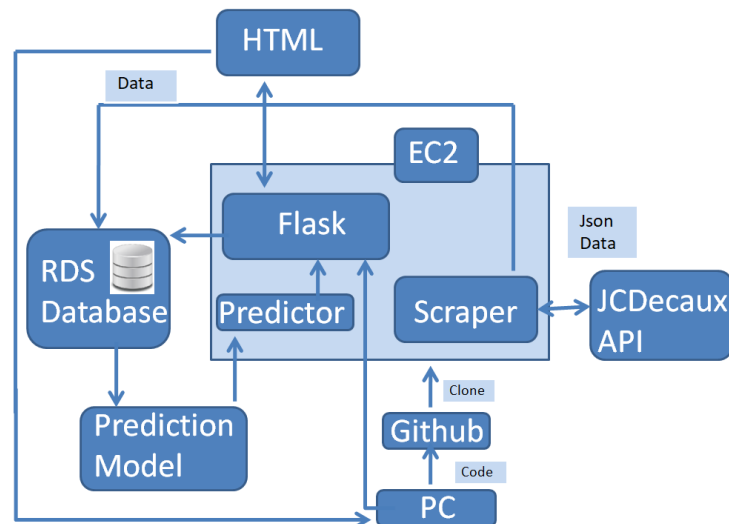 HTML
Data
EC2
Flask
Json
Data
RDS
Database
Predictor
Scraper
JCDecaux
API
Clone
Prediction
Model
Github
Code
PC